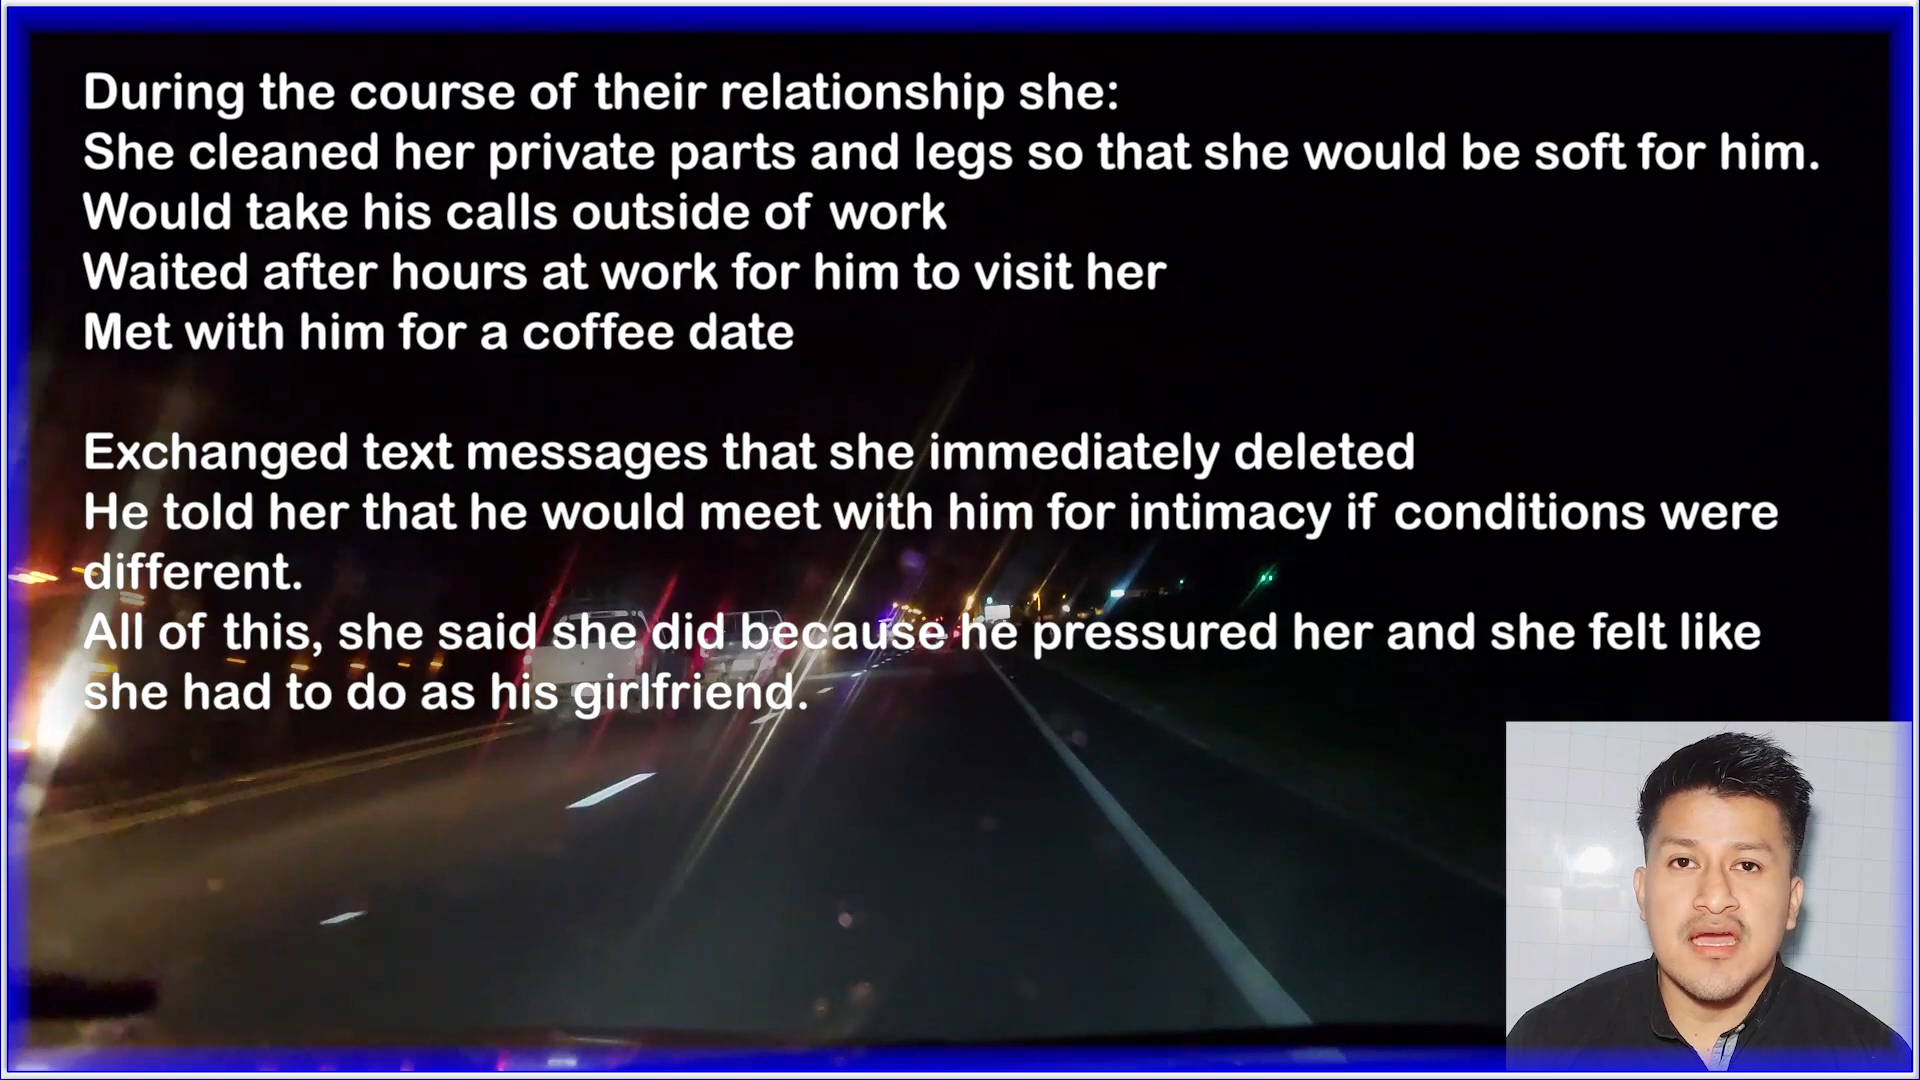 During the course of their relationship she:
She cleaned her private parts and legs so that she would be soft for him.
Would take his calls outside of work
Waited after hours at work for him to visit her
Met with him for a coffee date
Exchanged text messages that she immediately deleted
He told her that he would meet with him for intimacy if conditions were
different.
All of this, she said she did because he pressured her and she felt like
she had to do as his girlfriend.